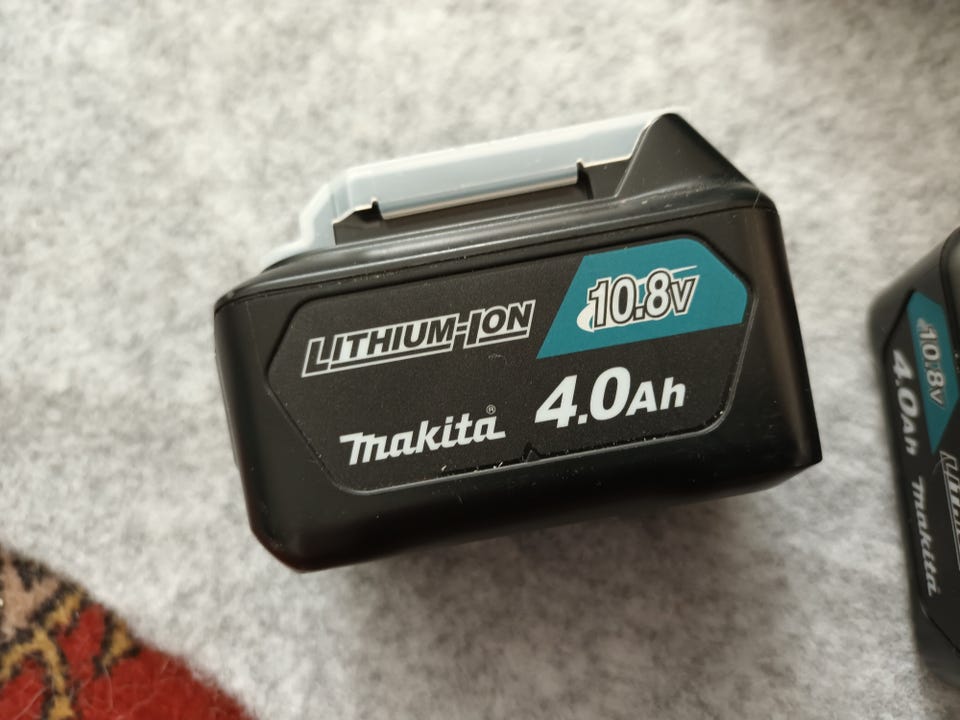 LITHIUM-ION
10.8V
Makita®
4.0Ah
10.8V
4.0Ah
Makita